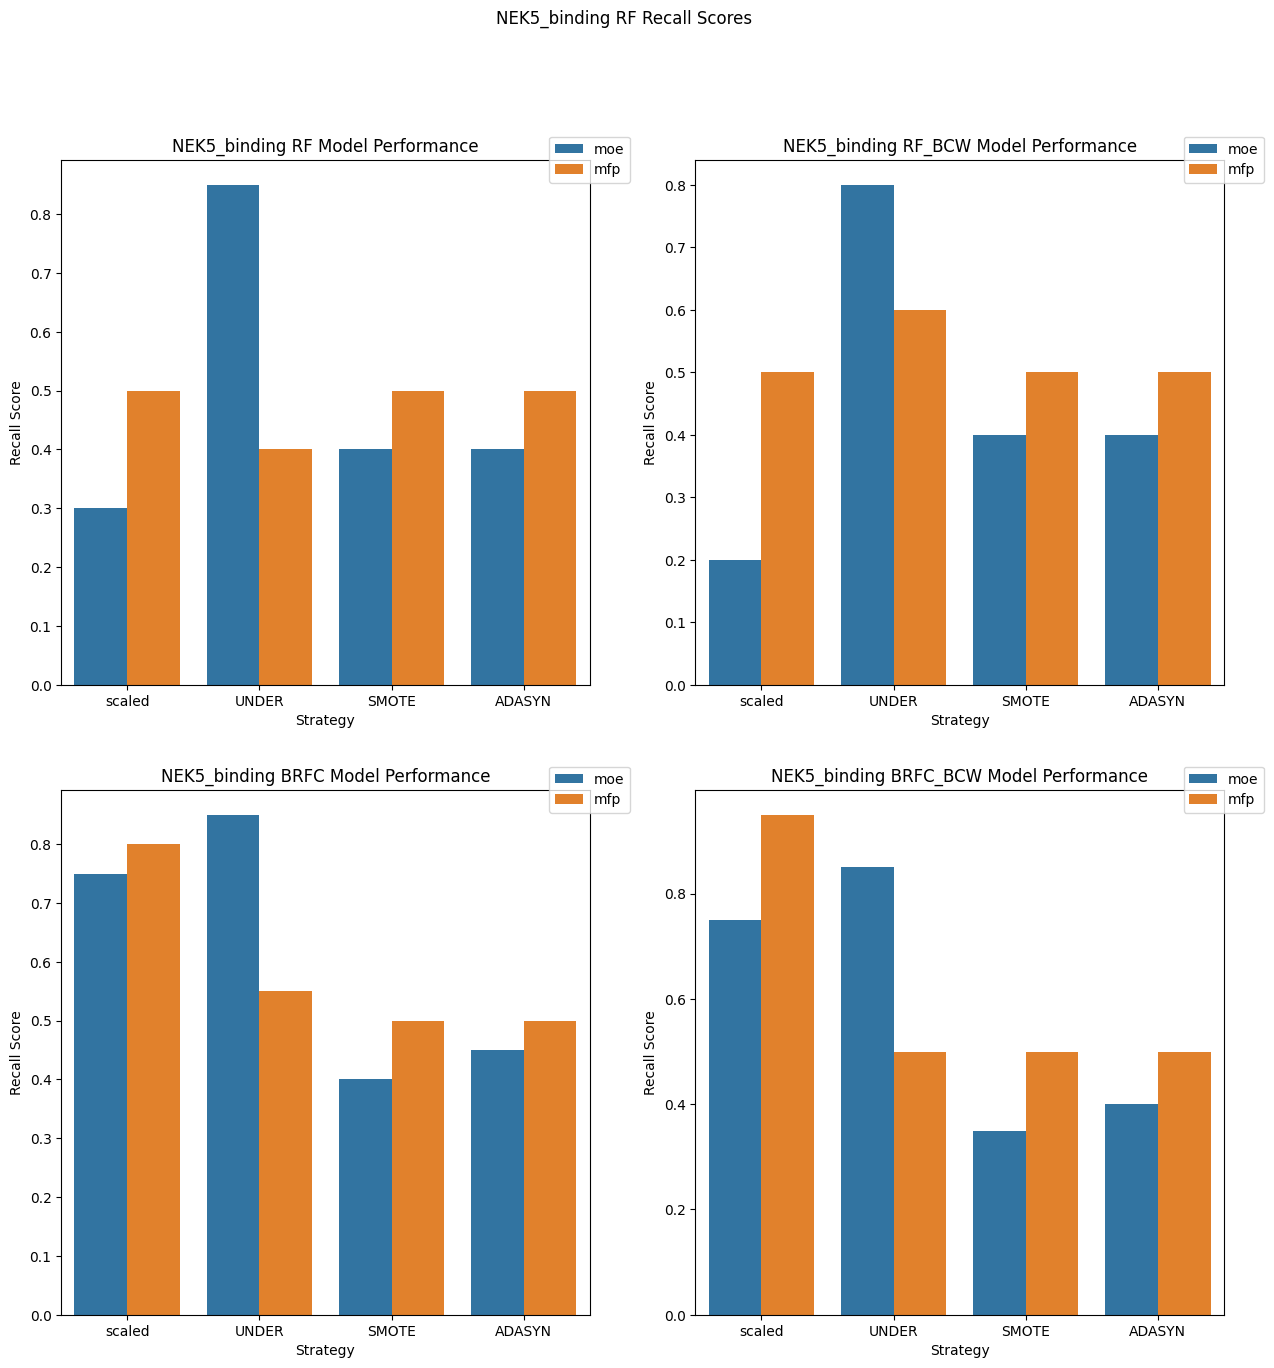 NEK5_binding RF Recall Scores
NEK5_binding RF Model Performance
moe
mfp
Recall Score
0.8
0.7
0.6
0.5
0.4
0.3
0.2
0.1
0.0
scaled UNDER SMOTE ADASYN
Strategy
NEK5_binding RF_BCW Model Performance
moe
mfp
Recall Score
0.8
0.7
0.6
0.5
0.4
0.3
0.2
0.1
0.0
scaled UNDER SMOTE ADASYN
Strategy
NEK5_binding BRFC Model Performance
moe
mfp
Recall Score
0.8
0.7
0.6
0.5
0.4
0.3
0.2
0.1
0.0
scaled UNDER SMOTE ADASYN
Strategy
NEK5_binding BRFC_BCW Model Performance
moe
mfp
Recall Score
0.8
0.6
0.4
0.2
0.0
scaled UNDER SMOTE ADASYN
Strategy